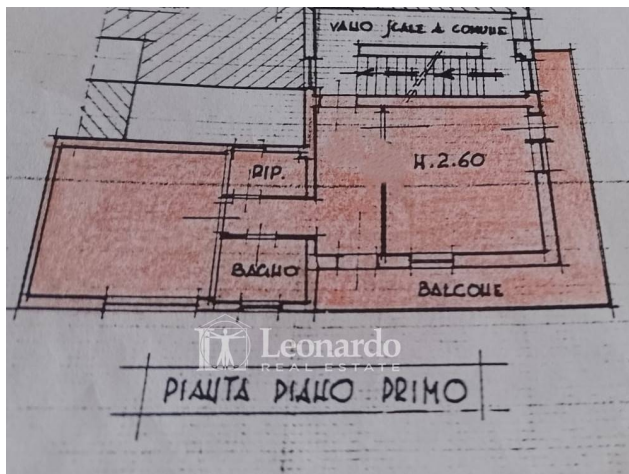 VANO SCALE A COMUNE
RIP.
H. 2.60
BAGNO
BALCONE
Leonardo
REAL ESTATE
PIANTA PIANO PRIMO